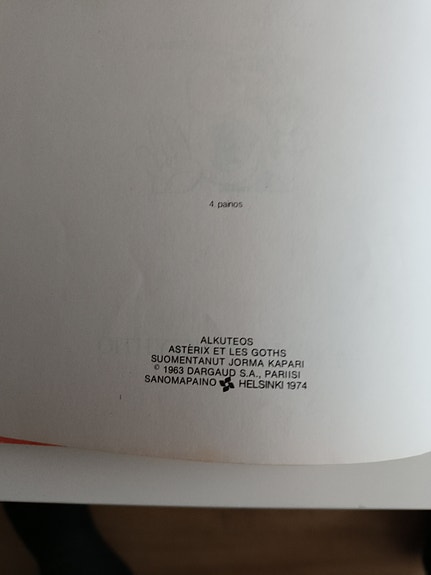 4 painos
ALKUTEOS
ASTÉRIX ET LES GOTHS
SUOMENTANUT JORMA KAPARI
© 1963 DARGAUD S.A., PARIISI
SANOMAPAINO HELSINKI 1974